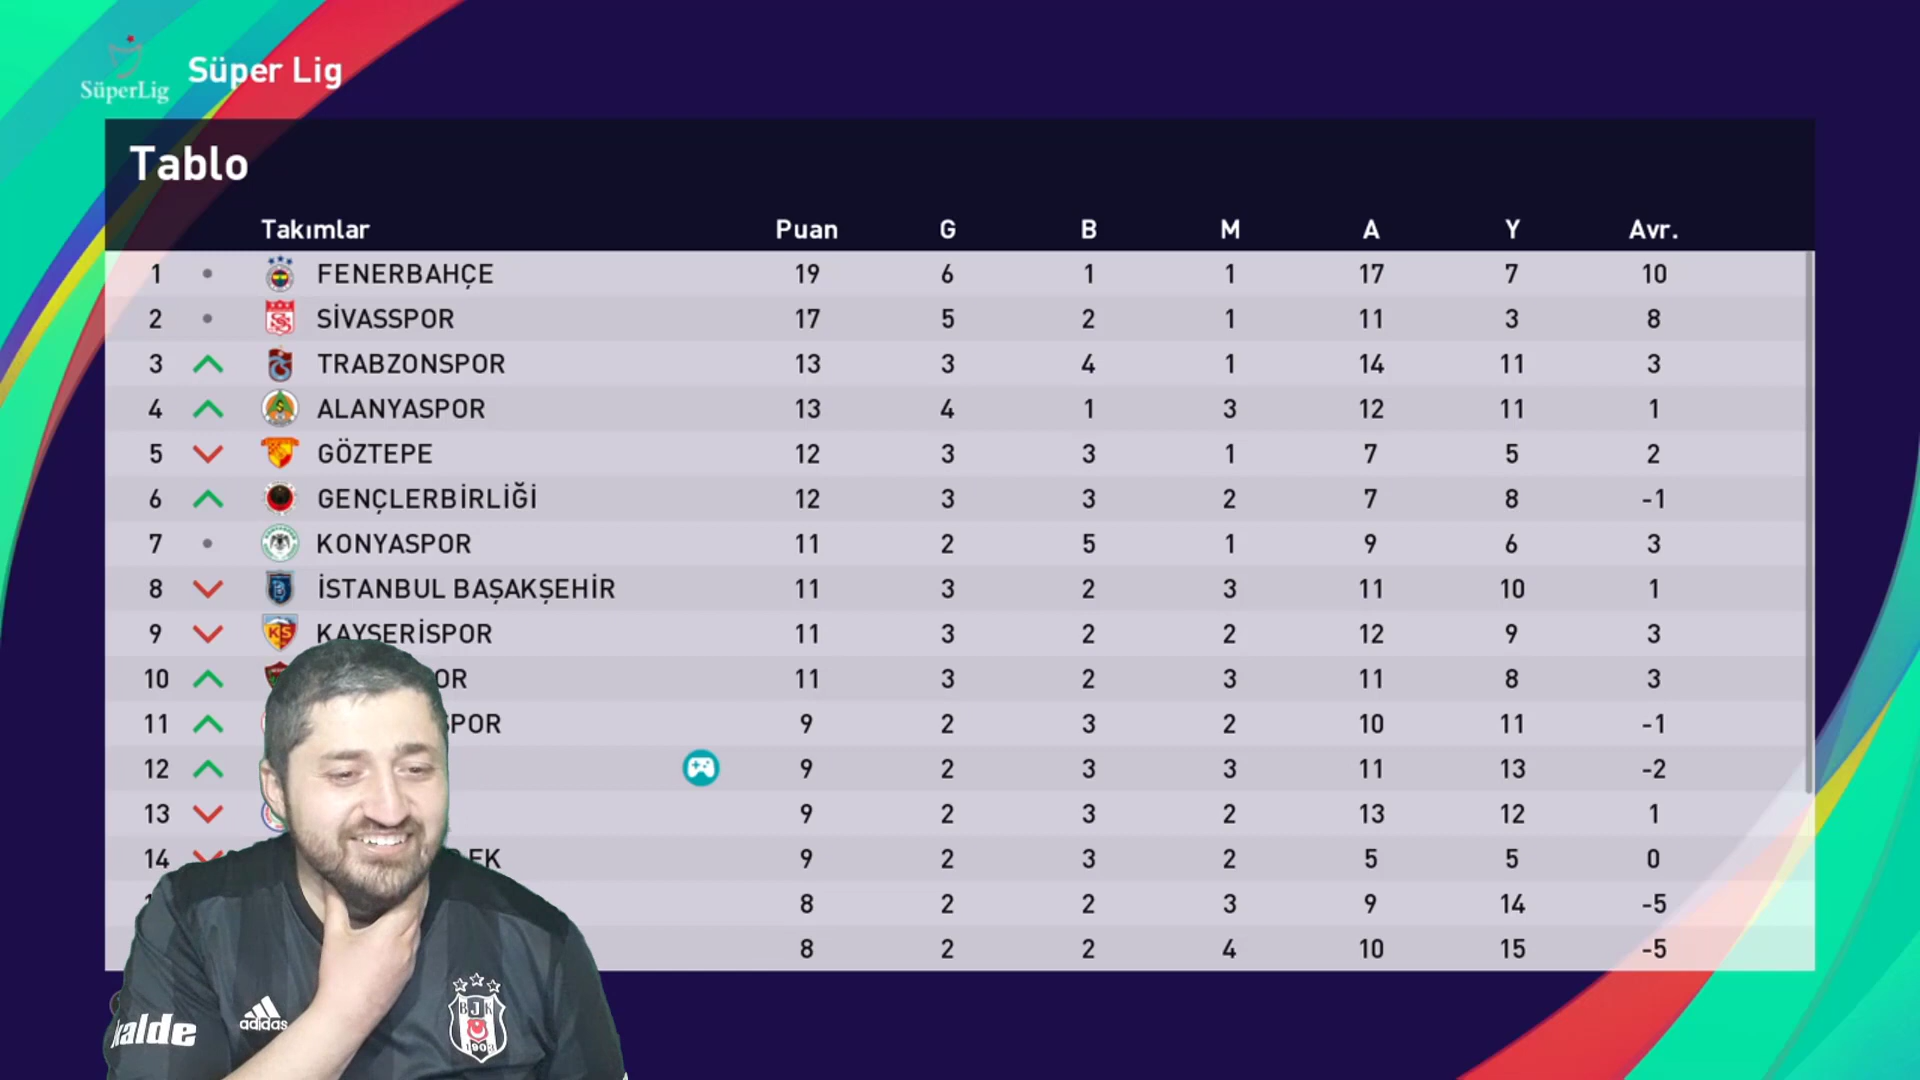 SüperLig
Süper Lig
Tablo
Takımlar Puan G B M A Y Avr.
1 FENERBAHÇE 19 6 1 1 17 7 10
2 SİVASSPOR 17 5 2 1 11 3 8
3 TRABZONSPOR 13 3 4 1 14 11 3
4 ALANYASPOR 13 4 1 3 12 11 1
5 GÖZTEPE 12 3 3 1 7 5 2
6 GENÇLERBİRLİĞİ 12 3 3 2 7 8 -1
7 KONYASPOR 11 2 5 1 9 6 3
8 İSTANBUL BAŞAKŞEHİR 11 3 2 3 11 10 1
9 KAYSERİSPOR 11 3 2 2 12 9 3
10 OR 11 3 2 3 11 8 3
11 SPOR 9 2 3 2 10 11 -1
12 9 2 3 3 11 13 -2
13 9 2 3 2 13 12 1
14 EK 9 2 3 2 5 5 0
8 2 2 3 9 14 -5
8 2 2 4 10 15 -5
kalde
adidas
BJK
1903